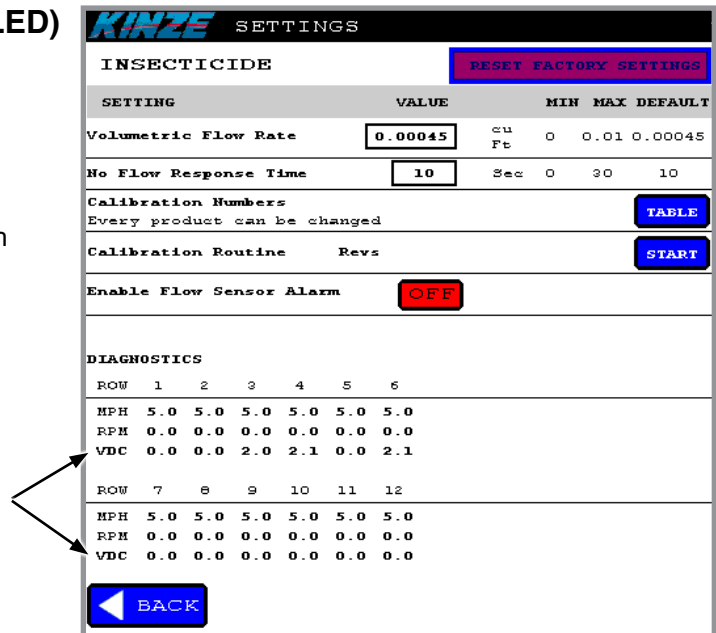 LED)
KINZE SETTINGS
INSECTICIDE RESET FACTORY SETTINGS
SETTING VALUE MIN MAX DEFAULT
Volumetric Flow Rate 0.00045 cu Ft 0 0.01 0.00045
No Flow Response Time 10 Sec 0 30 10
Calibration Numbers
Every product can be changed TABLE
n
Calibration Routine Revs START
Enable Flow Sensor Alarm OFF
DIAGNOSTICS
ROW 1 2 3 4 5 6
MPH 5.0 5.0 5.0 5.0 5.0 5.0
RPM 0.0 0.0 0.0 0.0 0.0 0.0
VDC 0.0 0.0 2.0 2.1 0.0 2.1
ROW 7 8 9 10 11 12
MPH 5.0 5.0 5.0 5.0 5.0 5.0
RPM 0.0 0.0 0.0 0.0 0.0 0.0
VDC 0.0 0.0 0.0 0.0 0.0 0.0
BACK